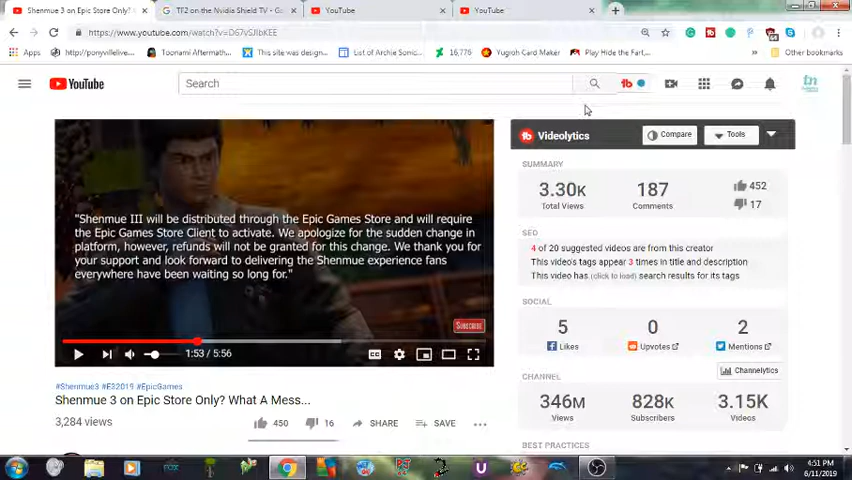 Shenmue 3 on Epic Store Only? W
TF2 on the Nvidia Shield TV - G
YouTube
YouTube
https://www.youtube.com/watch?v=
Apps
http://ponyvillelive...
Toonami Aftermath...
This site was design...
List of Archie Sonic...
16,776
Yugioh Card Maker
Play Hide the Fart...
Other bookmarks
YouTube
Search
Videolytics
Compare
Tools
SUMMARY
3.30K
187
452
Total Views
Comments
17
"Shenmue III will be distributed through the Epic Games Store and will require
the Epic Games Store Client to activate. We apologize for the sudden change in
platform, however, refunds will not be granted for this change. We thank you for
your support and look forward to delivering the Shenmue experience fans
everywhere have been waiting so long for."
SUBSCRIBE
1:53 / 5:56
CC
SEO
4 of 20 suggested videos are from this creator
This video's tags appear 3 times in title and description
This video has (click to load) search results for its tags
SOCIAL
5
0
2
Likes
Upvotes
Mentions
Channelytics
CHANNEL
346M
828K
3.15K
Views
Subscribers
Videos
BEST PRACTICES
#Shenmue3 #E32019 #EpicGames
Shenmue 3 on Epic Store Only? What A Mess...
3,284 views
450
16
SHARE
SAVE
4:51 PM
6/11/2019